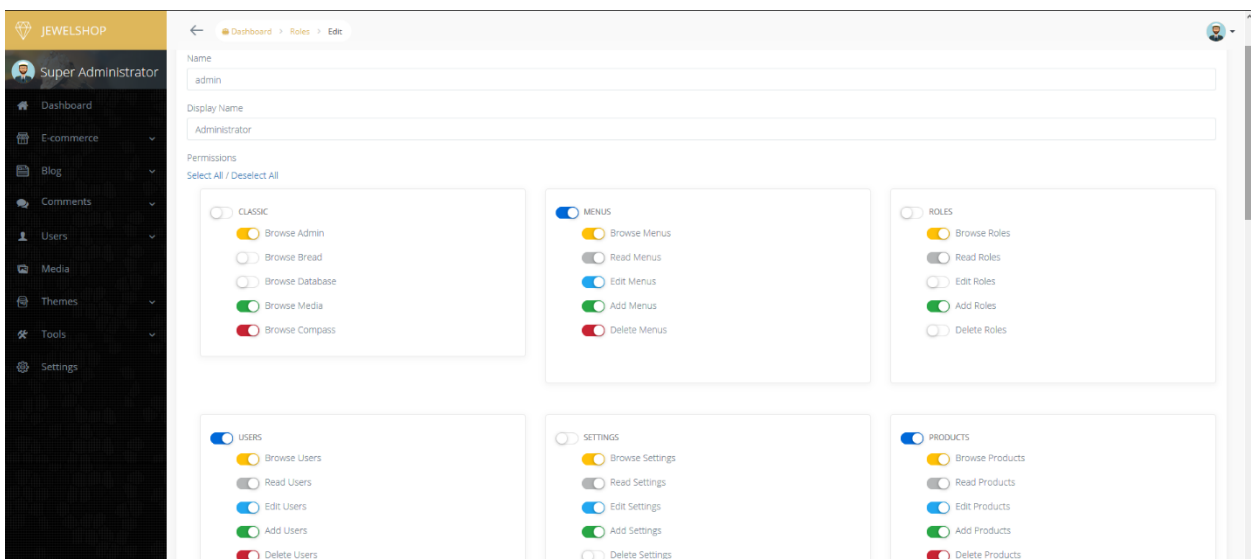 JEWELSHOP
Super Administrator
Dashboard
E-commerce
Blog
Comments
Users
Media
Themes
Tools
Settings
Dashboard > Roles > Edit
Name
admin
Display Name
Administrator
Permissions
Select All / Deselect All
CLASSIC
Browse Admin
Browse Bread
Browse Database
Browse Media
Browse Compass
MENUS
Browse Menus
Read Menus
Edit Menus
Add Menus
Delete Menus
ROLES
Browse Roles
Read Roles
Edit Roles
Add Roles
Delete Roles
USERS
Browse Users
Read Users
Edit Users
Add Users
Delete Users
SETTINGS
Browse Settings
Read Settings
Edit Settings
Add Settings
Delete Settings
PRODUCTS
Browse Products
Read Products
Edit Products
Add Products
Delete Products